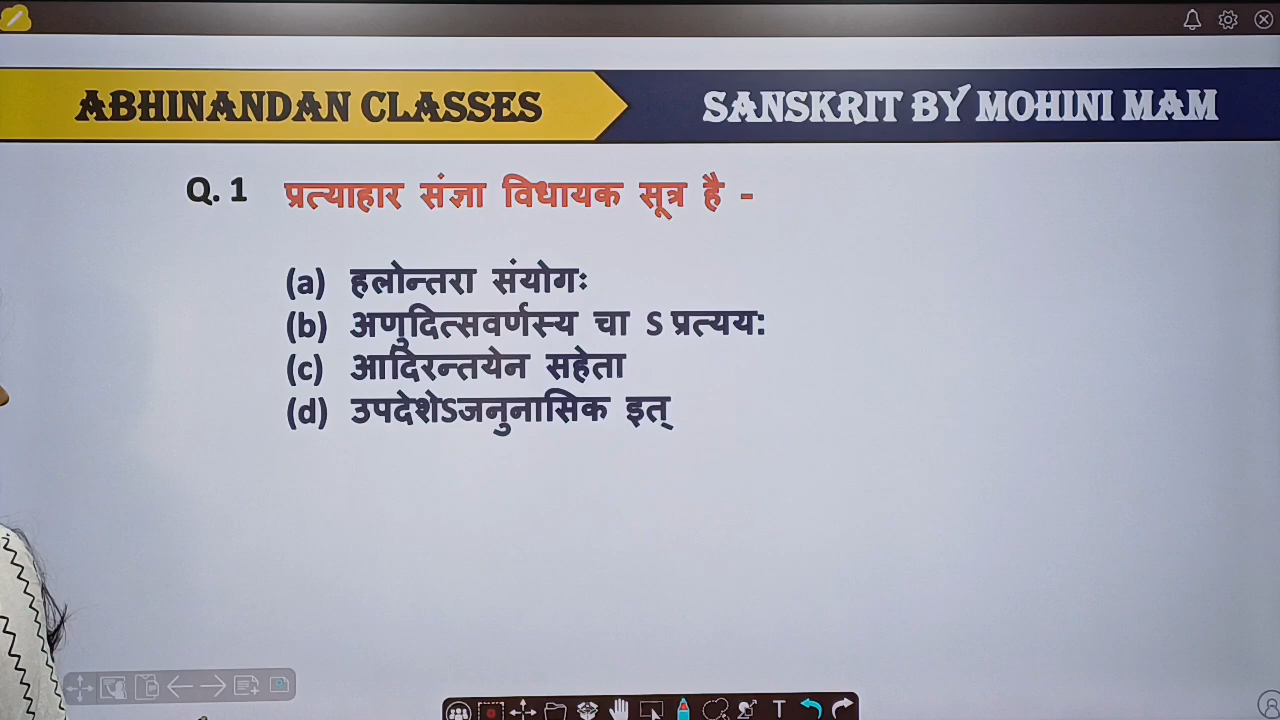 ABHINANDAN CLASSES
SANSKRIT BY MOHINI MAM
Q. 1 प्रत्याहार संज्ञा विधायक सूत्र है -
(a) हलोन्तरा संयोगः
(b) अणुदित्सवर्णस्य चा S प्रत्यय:
(c) आदिरन्तयेन सहेता
(d) उपदेशेSजनुनासिक इत्
T